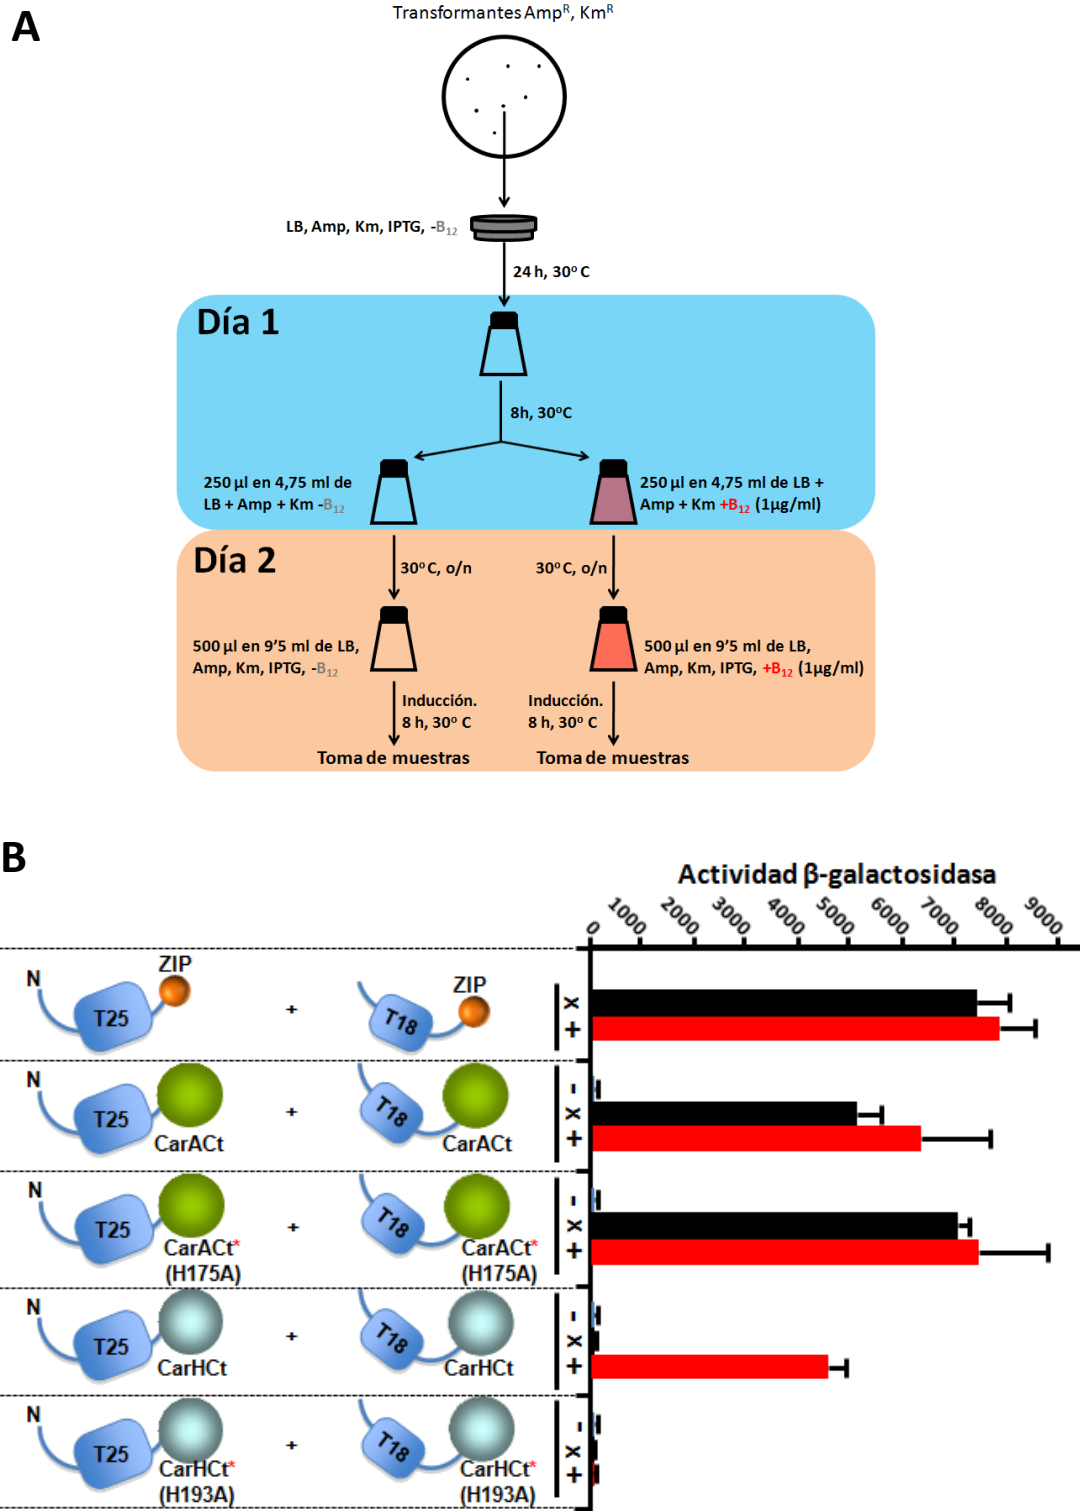 A
Transformantes Ampᴿ, Kmᴿ
LB, Amp, Km, IPTG, -B₁₂
24 h, 30º C
Día 1
8h, 30ºC
250 µl en 4,75 ml de
LB + Amp + Km -B₁₂
250 µl en 4,75 ml de LB +
Amp + Km +B₁₂ (1µg/ml)
Día 2
30º C, o/n
30º C, o/n
500 µl en 9'5 ml de LB,
Amp, Km, IPTG, -B₁₂
500 µl en 9'5 ml de LB,
Amp, Km, IPTG, +B₁₂ (1µg/ml)
Inducción.
8 h, 30º C
Inducción.
8 h, 30º C
Toma de muestras
Toma de muestras
B
Actividad β-galactosidasa
0 1000 2000 3000 4000 5000 6000 7000 8000 9000
N T25 ZIP + T18 ZIP
x
+
N T25 CarACt + T18 CarACt
-
x
+
N T25 CarACt* (H175A) + T18 CarACt* (H175A)
-
x
+
N T25 CarHCt + T18 CarHCt
-
x
+
N T25 CarHCt* (H193A) + T18 CarHCt* (H193A)
-
x
+